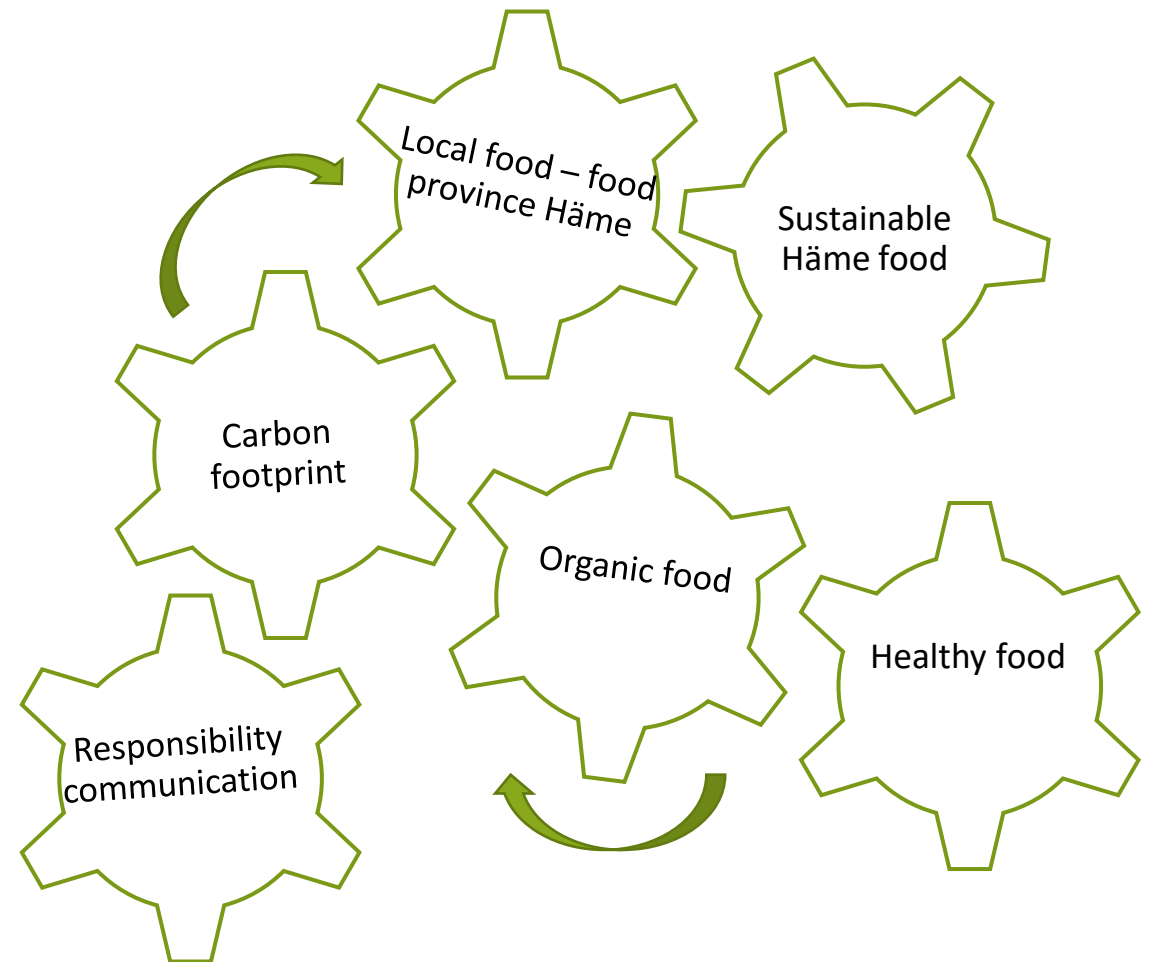 Local food – food
province Häme
Sustainable
Häme food
Carbon
footprint
Organic food
Healthy food
Responsibility
communication